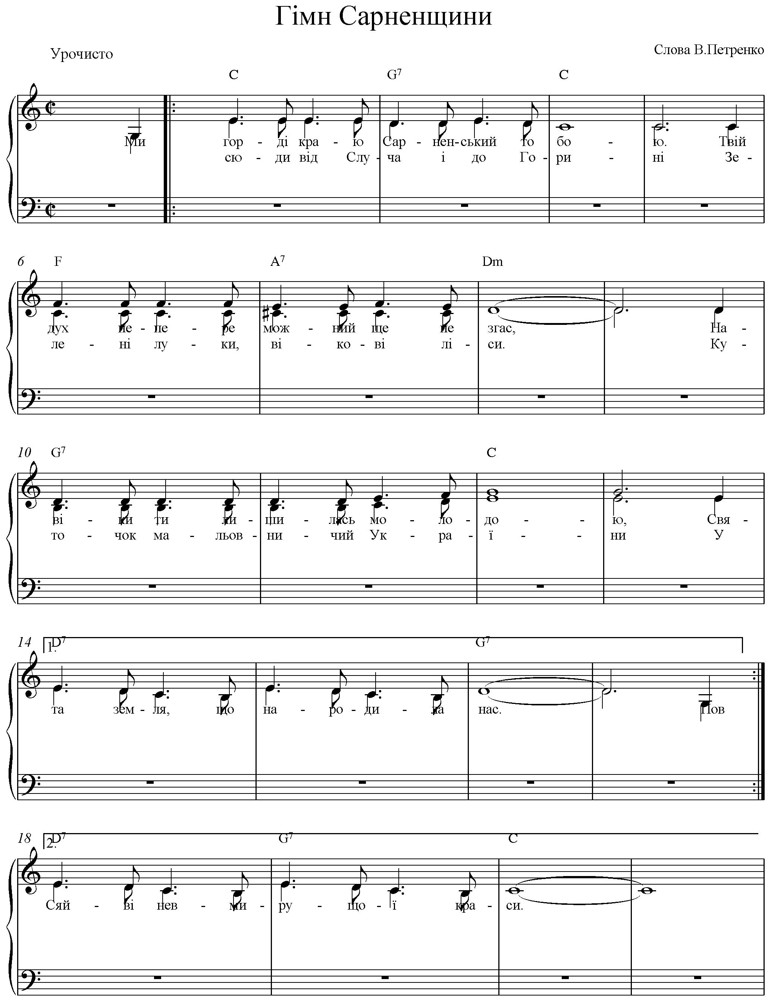 Гімн Сарненщини
Урочисто
Слова В.Петренко
C G7 C
Ми гор - ді кра - ю Сар - нен-ський то бо - ю. Твій
сю - ди від Слу - ча і до Го - ри - ні Зе -
6 F A7 Dm
дух не - пе - ре мож - ний ще не згас, На -
ле - ні лу - ки, ві - ко - ві лі - си. Ку -
10 G7 C
ві - ки ти ли - ши - лась мо - ло - до - ю, Свя -
то - чок ма - льов - ни - чий Ук - ра - ї - ни У
14 1. D7 G7
та зем - ля, що на - ро - ди - ла нас. Пов
18 2. D7 G7 C
Сяй - ві нев - ми - ру - що - ї кра - си.